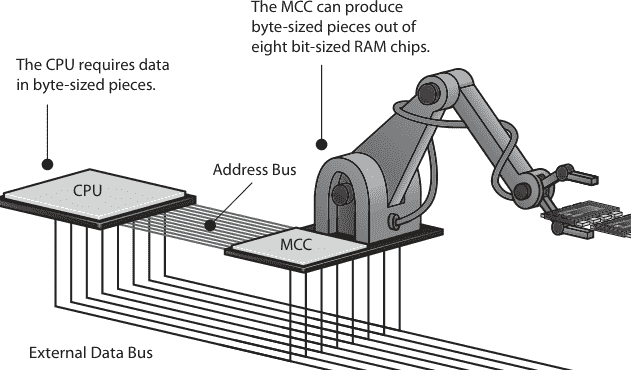 The MCC can produce
byte-sized pieces out of
eight bit-sized RAM chips.
The CPU requires data
in byte-sized pieces.
Address Bus
CPU
MCC
External Data Bus